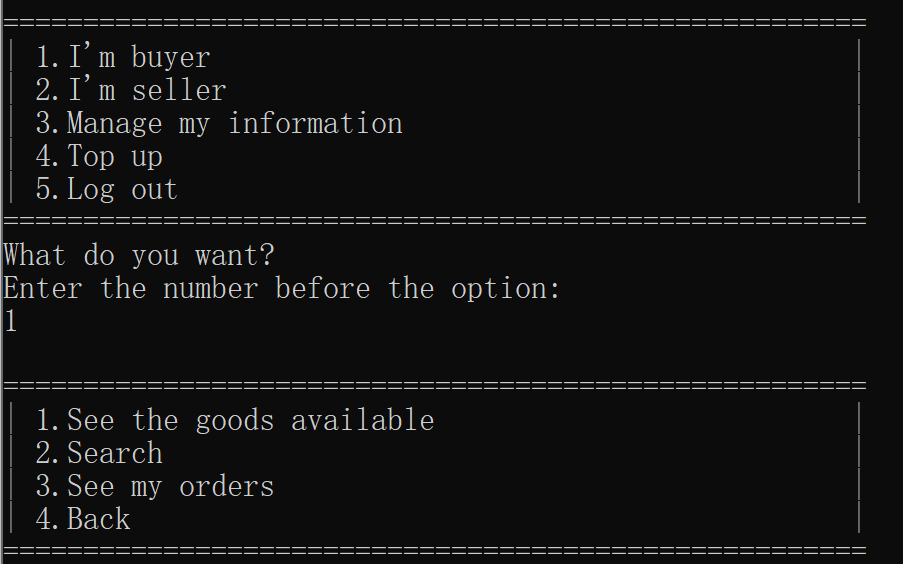 ======================================================
| 1.I'm buyer |
| 2.I'm seller |
| 3.Manage my information |
| 4.Top up |
| 5.Log out |
======================================================
What do you want?
Enter the number before the option:
1
======================================================
| 1.See the goods available |
| 2.Search |
| 3.See my orders |
| 4.Back |
======================================================